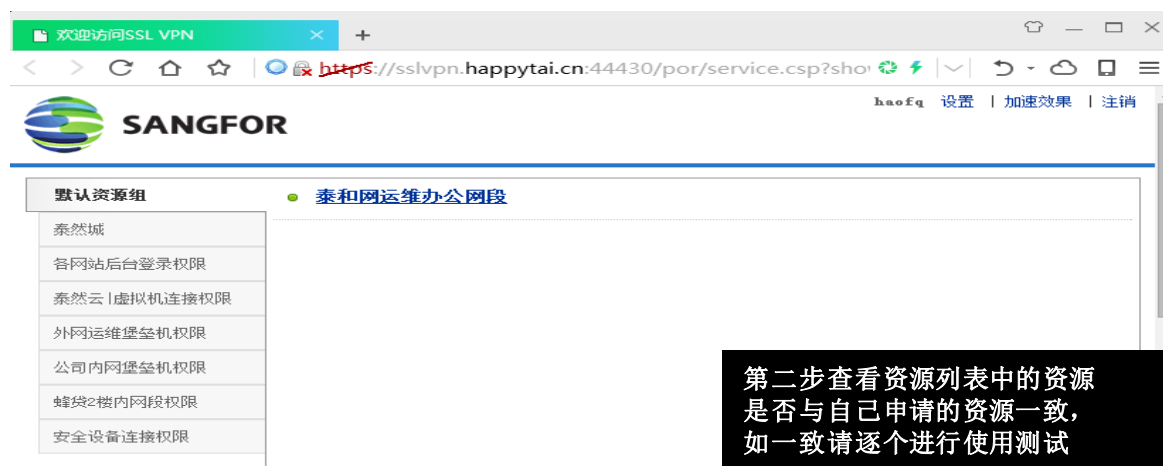 欢迎访问SSL VPN
https://sslvpn.happytai.cn:44430/por/service.csp?sho
haofq 设置 | 加速效果 | 注销
SANGFOR
默认资源组
泰和网运维办公网段
泰然城
各网站后台登录权限
泰然云|虚拟机连接权限
外网运维堡垒机权限
公司内网堡垒机权限
蜂贷2楼内网段权限
安全设备连接权限
第二步查看资源列表中的资源
是否与自己申请的资源一致，
如一致请逐个进行使用测试